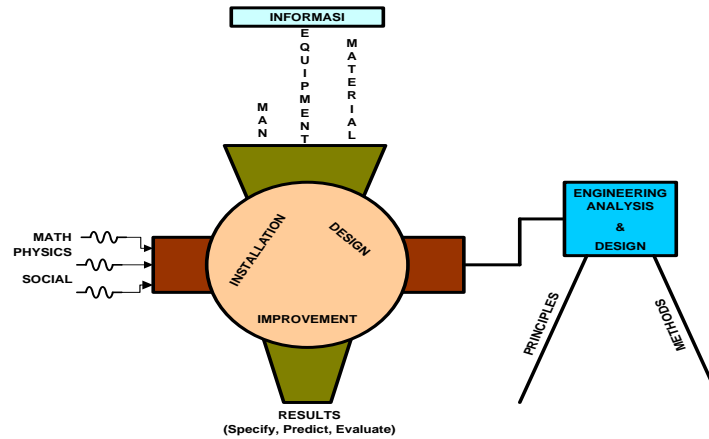 INFORMASI
MAN
EQUIPMENT
MATERIAL
MATH
PHYSICS
SOCIAL
INSTALLATION
DESIGN
IMPROVEMENT
ENGINEERING
ANALYSIS
&
DESIGN
PRINCIPLES
METHODS
RESULTS
(Specify, Predict, Evaluate)